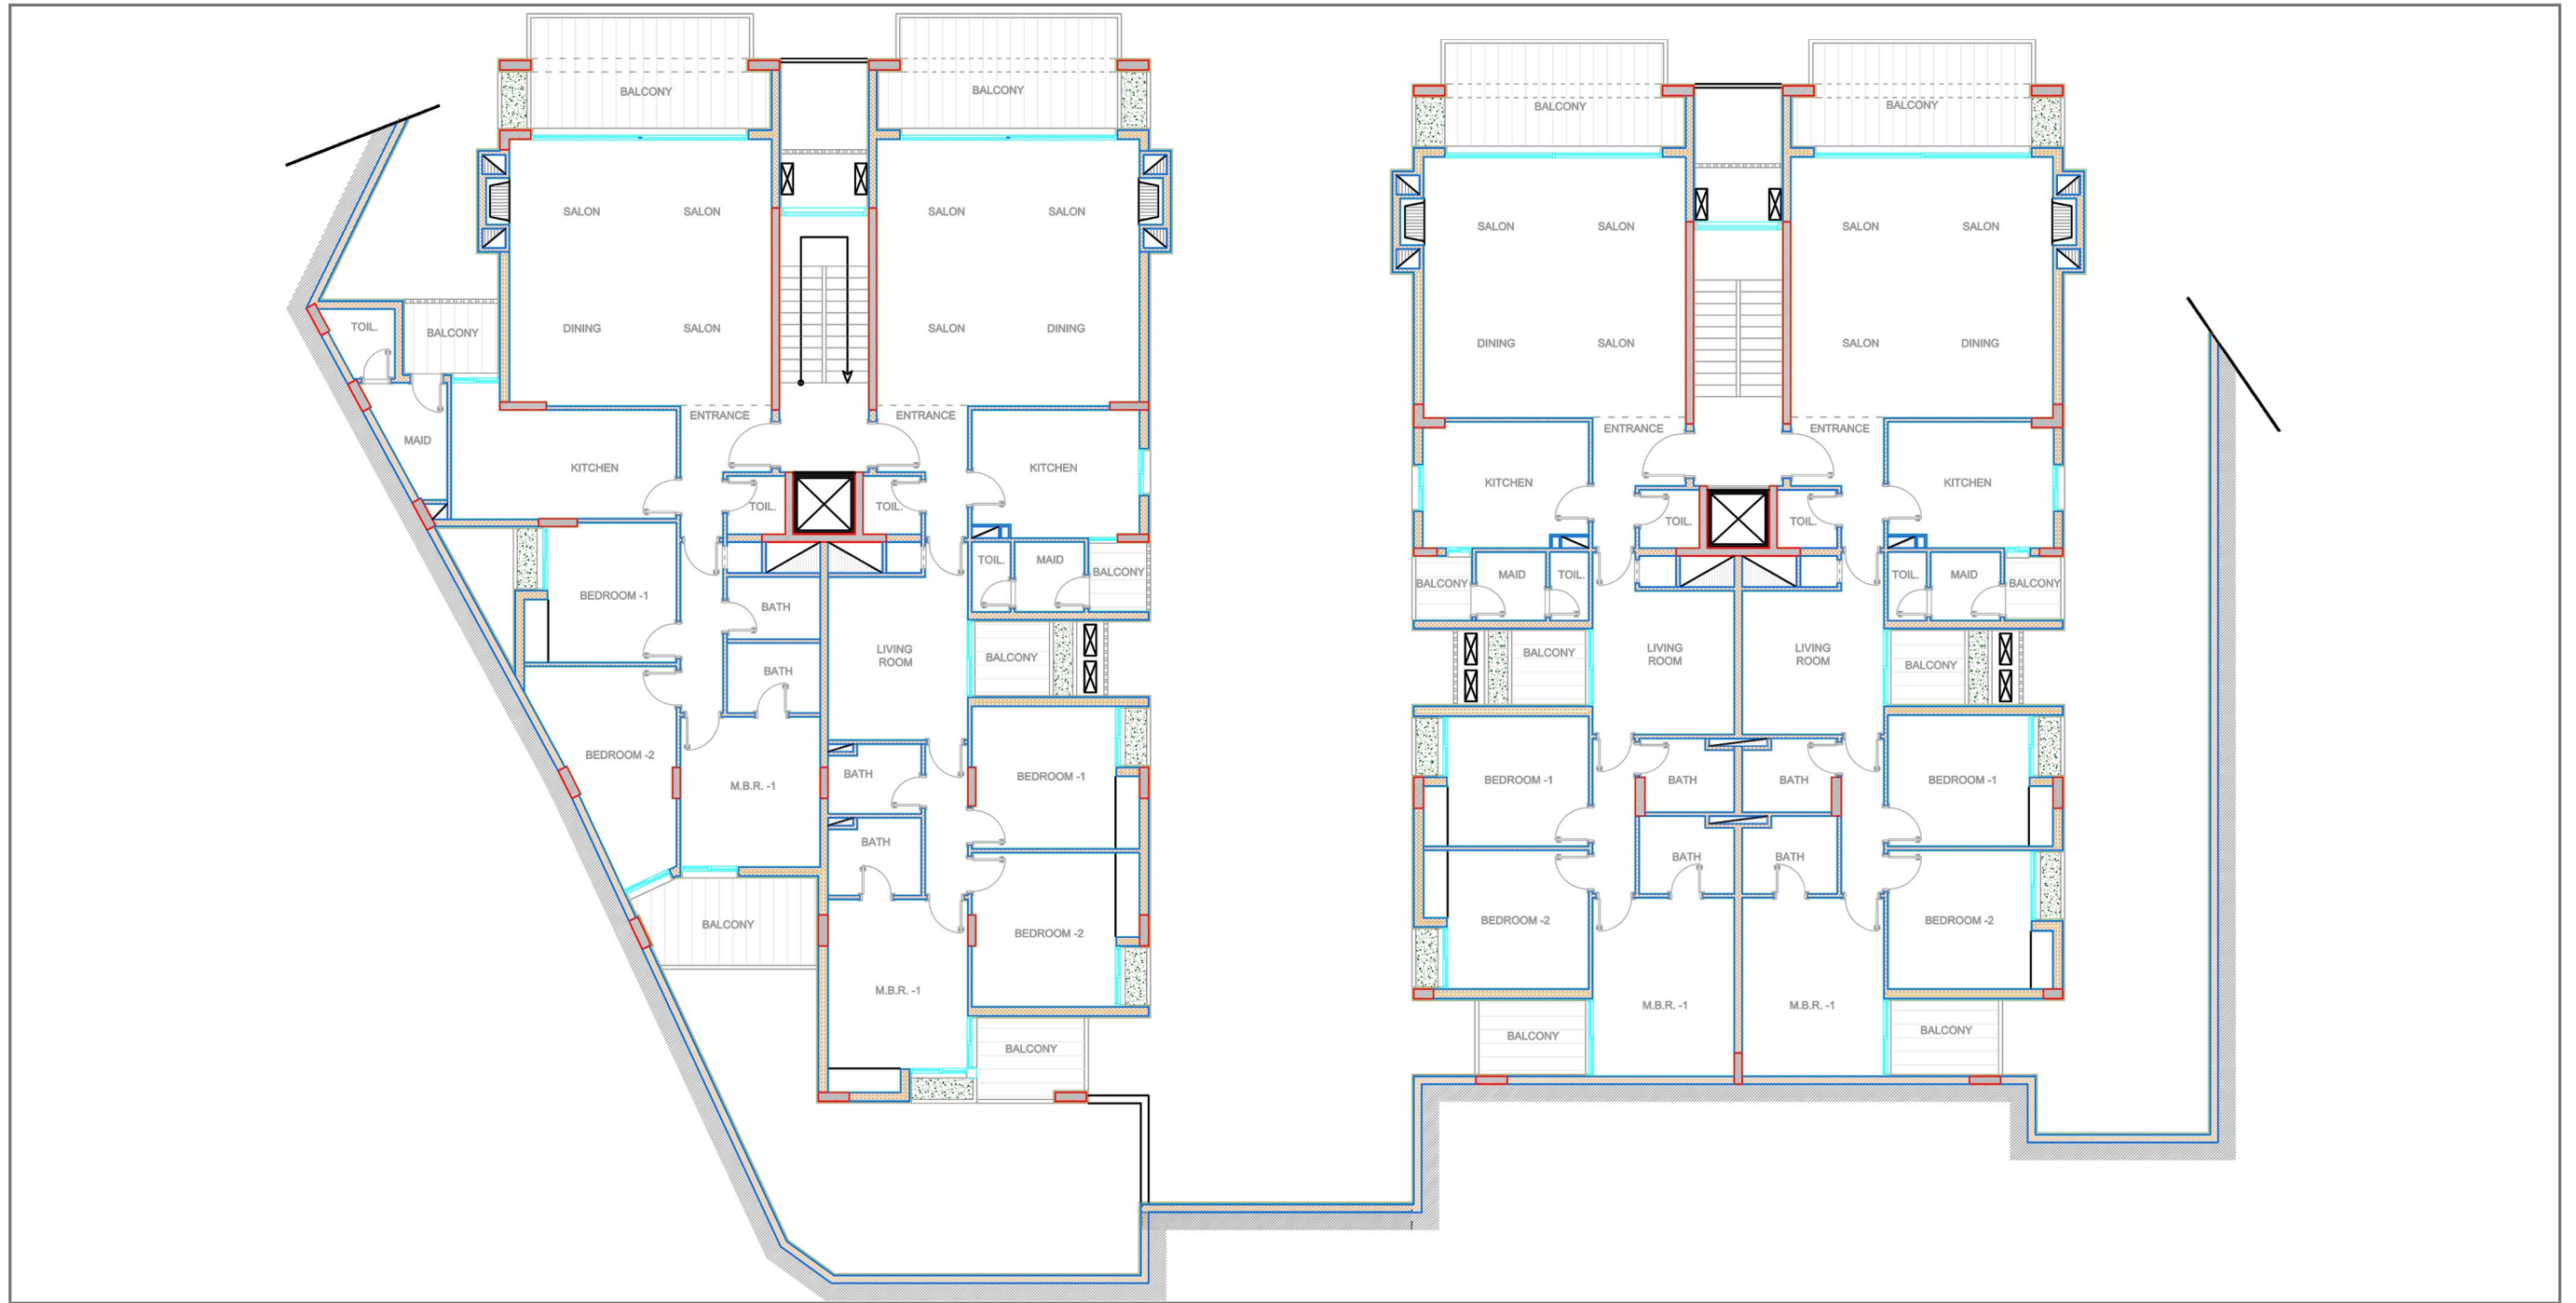 BALCONY
BALCONY
BALCONY
BALCONY
SALON
SALON
SALON
SALON
SALON
SALON
SALON
SALON
TOIL.
BALCONY
DINING
SALON
SALON
DINING
DINING
SALON
SALON
DINING
ENTRANCE
ENTRANCE
ENTRANCE
ENTRANCE
MAID
KITCHEN
KITCHEN
KITCHEN
KITCHEN
TOIL.
TOIL.
TOIL.
TOIL.
TOIL.
MAID
BALCONY
BALCONY
MAID
TOIL.
TOIL.
MAID
BALCONY
BEDROOM -1
BATH
LIVING
ROOM
BALCONY
BALCONY
LIVING
ROOM
LIVING
ROOM
BALCONY
BATH
BEDROOM -2
M.B.R. -1
BATH
BEDROOM -1
BEDROOM -1
BATH
BATH
BEDROOM -1
BATH
BATH
BATH
BALCONY
BEDROOM -2
BEDROOM -2
BEDROOM -2
M.B.R. -1
M.B.R. -1
M.B.R. -1
BALCONY
BALCONY
BALCONY